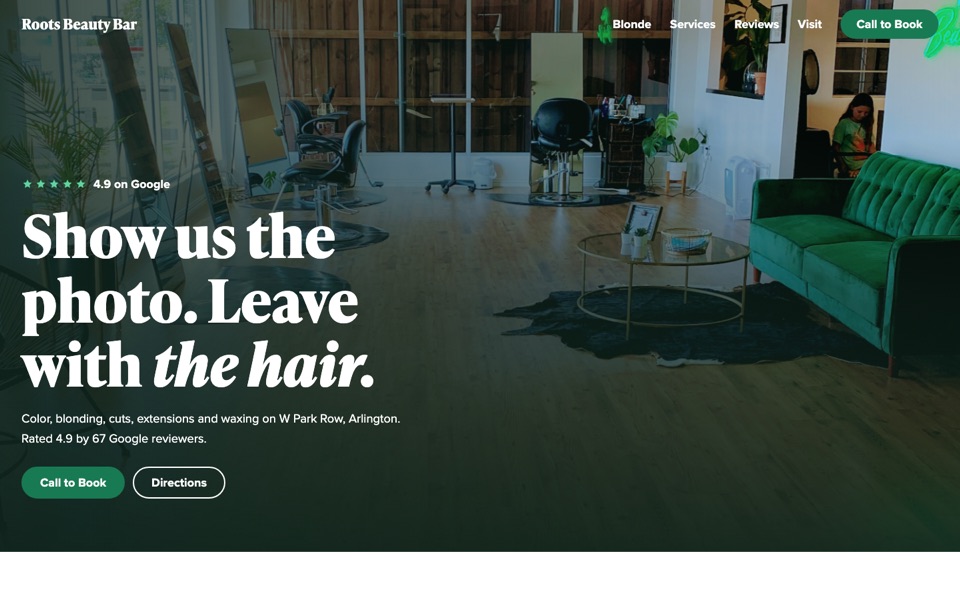 Roots Beauty Bar
Blonde Services Reviews Visit Call to Book
★★★★★ 4.9 on Google
Show us the
photo. Leave
with the hair.
Color, blonding, cuts, extensions and waxing on W Park Row, Arlington.
Rated 4.9 by 67 Google reviewers.
Call to Book Directions